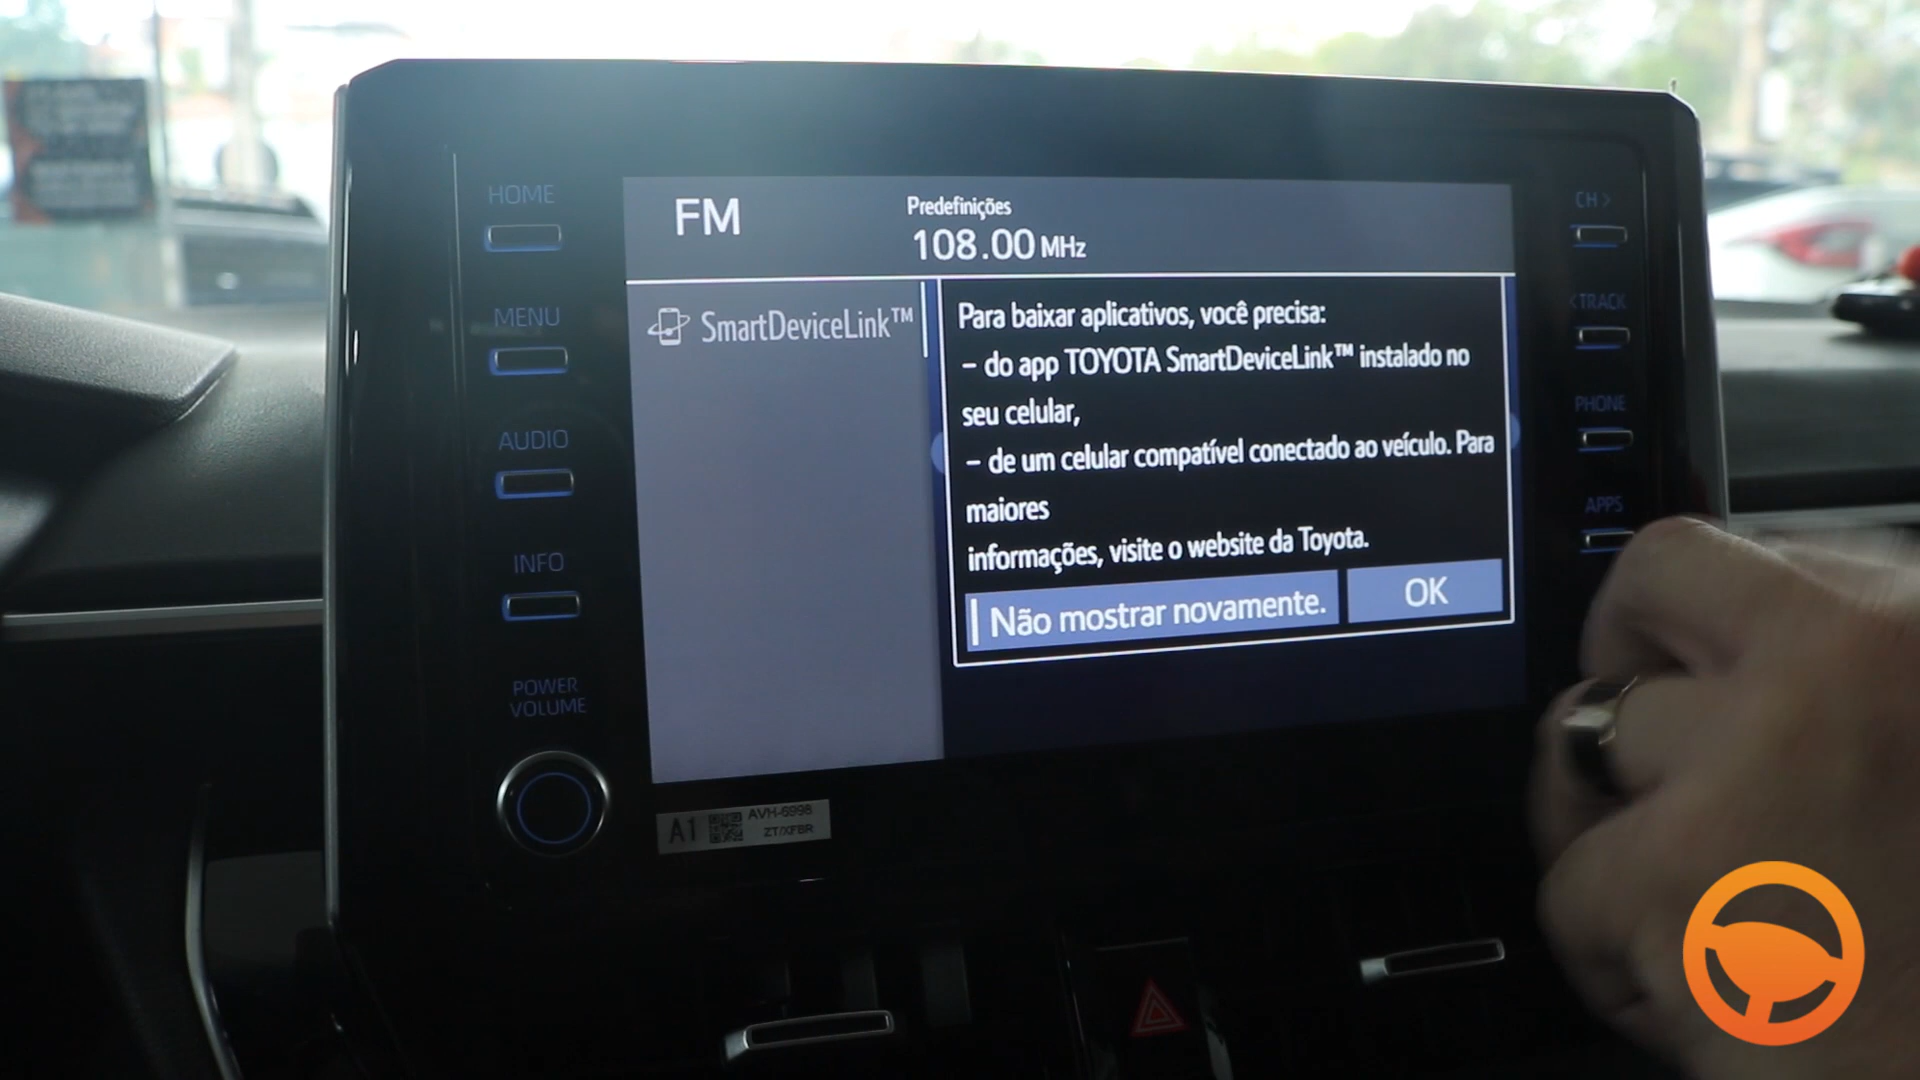 HOME
MENU
AUDIO
INFO
POWER
VOLUME
FM
Predefinições
108.00 MHz
SmartDeviceLink™
Para baixar aplicativos, você precisa:
– do app TOYOTA SmartDeviceLink™ instalado no
seu celular,
– de um celular compatível conectado ao veículo. Para
maiores
informações, visite o website da Toyota.
Não mostrar novamente.
OK
CH >
< TRACK
PHONE
APPS
A1
AVH-6998